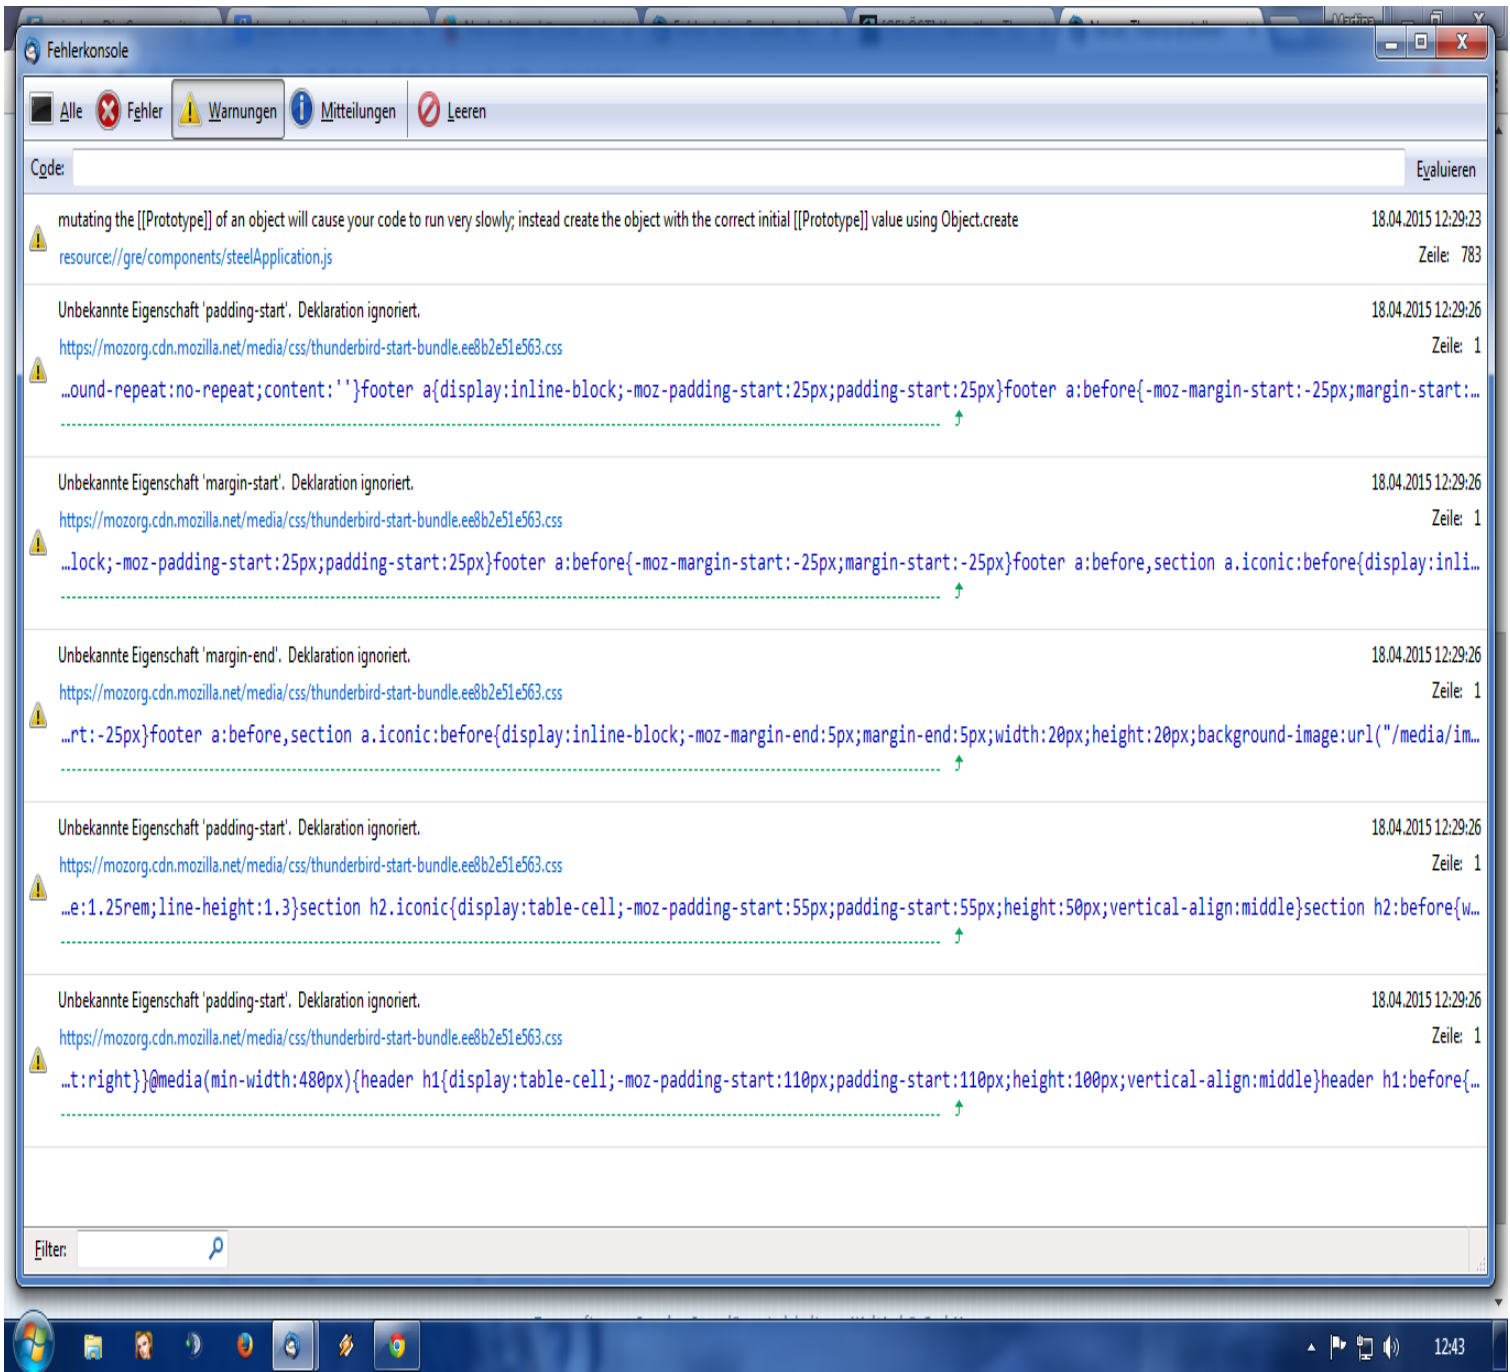 Fehlerkonsole
Alle Fehler Warnungen Mitteilungen Leeren
Code: Evaluieren
mutating the [[Prototype]] of an object will cause your code to run very slowly; instead create the object with the correct initial [[Prototype]] value using Object.create 18.04.2015 12:29:23
resource://gre/components/steelApplication.js Zeile: 783
Unbekannte Eigenschaft 'padding-start'. Deklaration ignoriert. 18.04.2015 12:29:26
https://mozorg.cdn.mozilla.net/media/css/thunderbird-start-bundle.ee8b2e51e563.css Zeile: 1
…ound-repeat:no-repeat;content:''}footer a{display:inline-block;-moz-padding-start:25px;padding-start:25px}footer a:before{-moz-margin-start:-25px;margin-start:…
Unbekannte Eigenschaft 'margin-start'. Deklaration ignoriert. 18.04.2015 12:29:26
https://mozorg.cdn.mozilla.net/media/css/thunderbird-start-bundle.ee8b2e51e563.css Zeile: 1
…lock;-moz-padding-start:25px;padding-start:25px}footer a:before{-moz-margin-start:-25px;margin-start:-25px}footer a:before,section a.iconic:before{display:inli…
Unbekannte Eigenschaft 'margin-end'. Deklaration ignoriert. 18.04.2015 12:29:26
https://mozorg.cdn.mozilla.net/media/css/thunderbird-start-bundle.ee8b2e51e563.css Zeile: 1
…rt:-25px}footer a:before,section a.iconic:before{display:inline-block;-moz-margin-end:5px;margin-end:5px;width:20px;height:20px;background-image:url("/media/im…
Unbekannte Eigenschaft 'padding-start'. Deklaration ignoriert. 18.04.2015 12:29:26
https://mozorg.cdn.mozilla.net/media/css/thunderbird-start-bundle.ee8b2e51e563.css Zeile: 1
…e:1.25rem;line-height:1.3}section h2.iconic{display:table-cell;-moz-padding-start:55px;padding-start:55px;height:50px;vertical-align:middle}section h2:before{w…
Unbekannte Eigenschaft 'padding-start'. Deklaration ignoriert. 18.04.2015 12:29:26
https://mozorg.cdn.mozilla.net/media/css/thunderbird-start-bundle.ee8b2e51e563.css Zeile: 1
…t:right}}@media(min-width:480px){header h1{display:table-cell;-moz-padding-start:110px;padding-start:110px;height:100px;vertical-align:middle}header h1:before{…
Filter:
12:43